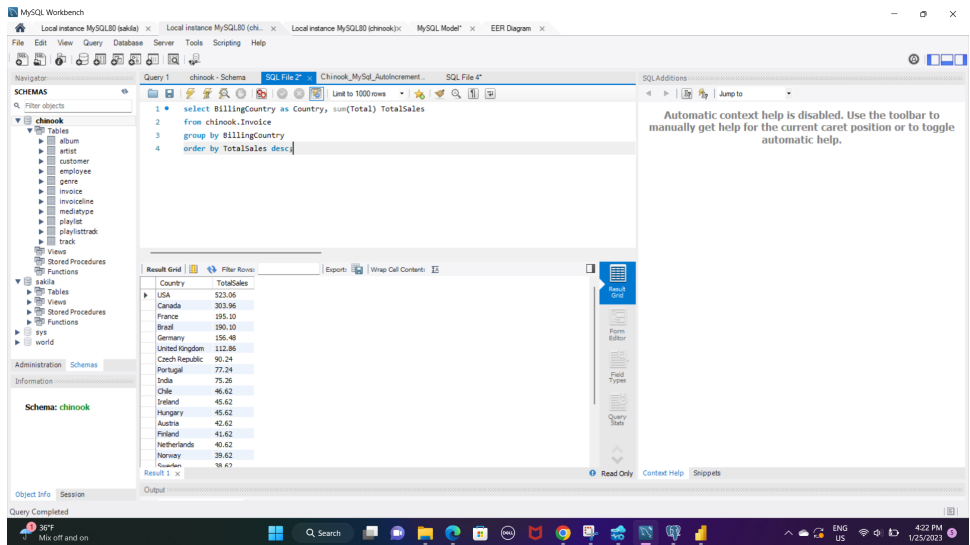 MySQL Workbench
Local instance MySQL80 (sakila) × Local instance MySQL80 (chi... × Local instance MySQL80 (chinook)× MySQL Model* × EER Diagram ×
File Edit View Query Database Server Tools Scripting Help
Navigator
SCHEMAS
Filter objects
chinook
Tables
album
artist
customer
employee
genre
invoice
invoiceline
mediatype
playlist
playlisttrack
track
Views
Stored Procedures
Functions
sakila
Tables
Views
Stored Procedures
Functions
sys
world
Administration Schemas
Information
Schema: chinook
Object Info Session
Query Completed
Query 1 chinook - Schema SQL File 2* × Chinook_MySql_AutoIncrement... SQL File 4*
Limit to 1000 rows
1 select BillingCountry as Country, sum(Total) TotalSales
2 from chinook.Invoice
3 group by BillingCountry
4 order by TotalSales desc;
Result Grid Filter Rows: Export: Wrap Cell Content:
Country TotalSales
USA 523.06
Canada 303.96
France 195.10
Brazil 190.10
Germany 156.48
United Kingdom 112.86
Czech Republic 90.24
Portugal 77.24
India 75.26
Chile 46.62
Ireland 45.62
Hungary 45.62
Austria 42.62
Finland 41.62
Netherlands 40.62
Norway 39.62
Sweden 38.62
Result Grid
Form Editor
Field Types
Query Stats
Result 1 ×
Read Only
Output
SQLAdditions
Jump to
Automatic context help is disabled. Use the toolbar to
manually get help for the current caret position or to toggle
automatic help.
Context Help Snippets
1
36°F
Mix off and on
Search
DELL
ENG
US
4:22 PM
1/25/2023